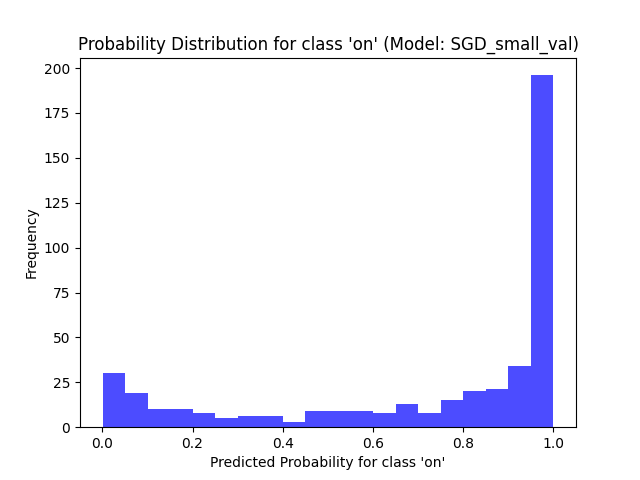 Probability Distribution for class 'on' (Model: SGD_small_val)
200
175
150
125
100
75
50
25
0
Frequency
0.0 0.2 0.4 0.6 0.8 1.0
Predicted Probability for class 'on'